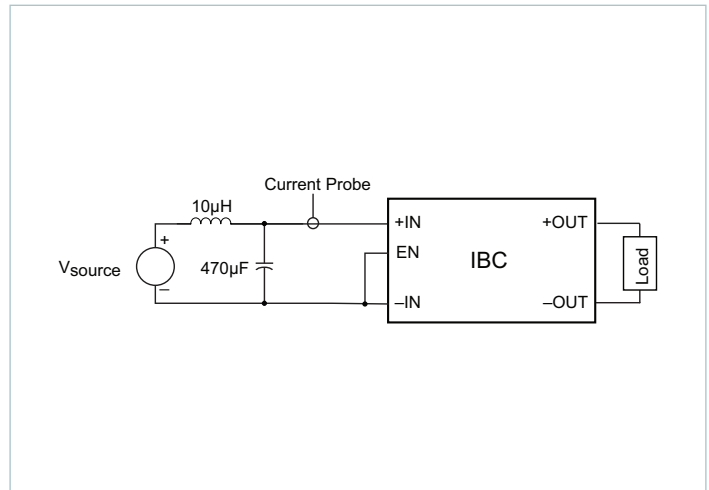 Current Probe
10µH
+IN
+OUT
+
EN
IBC
Load
Vsource
470µF
–
–IN
–OUT